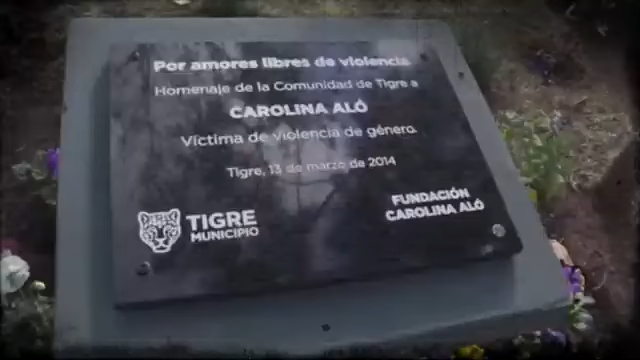 Por amores libres de violencia
Homenaje de la Comunidad de Tigre a
CAROLINA ALÓ
Víctima de violencia de género.
Tigre, 13 de marzo de 2014
TIGRE
MUNICIPIO
FUNDACIÓN
CAROLINA ALÓ